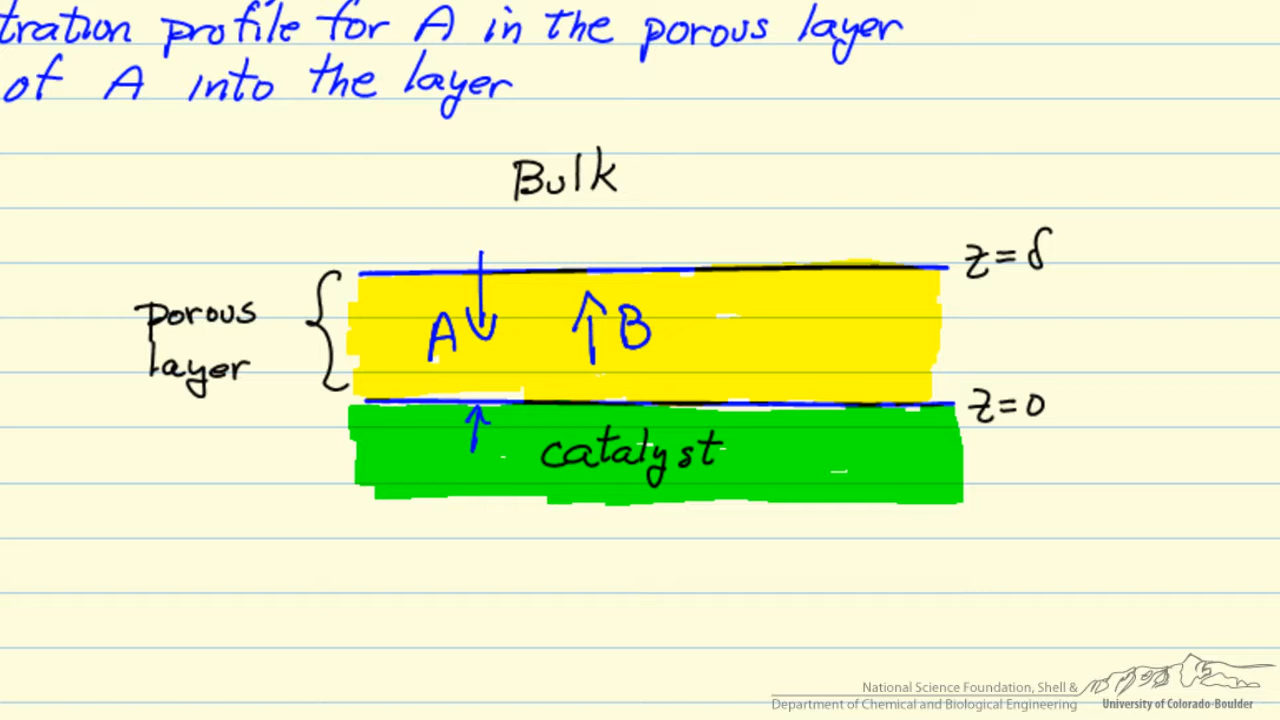 tration profile for A in the porous layer
of A into the layer
Bulk
z = δ
porous
layer
A
B
z = 0
catalyst
National Science Foundation, Shell &
Department of Chemical and Biological Engineering
University of Colorado-Boulder